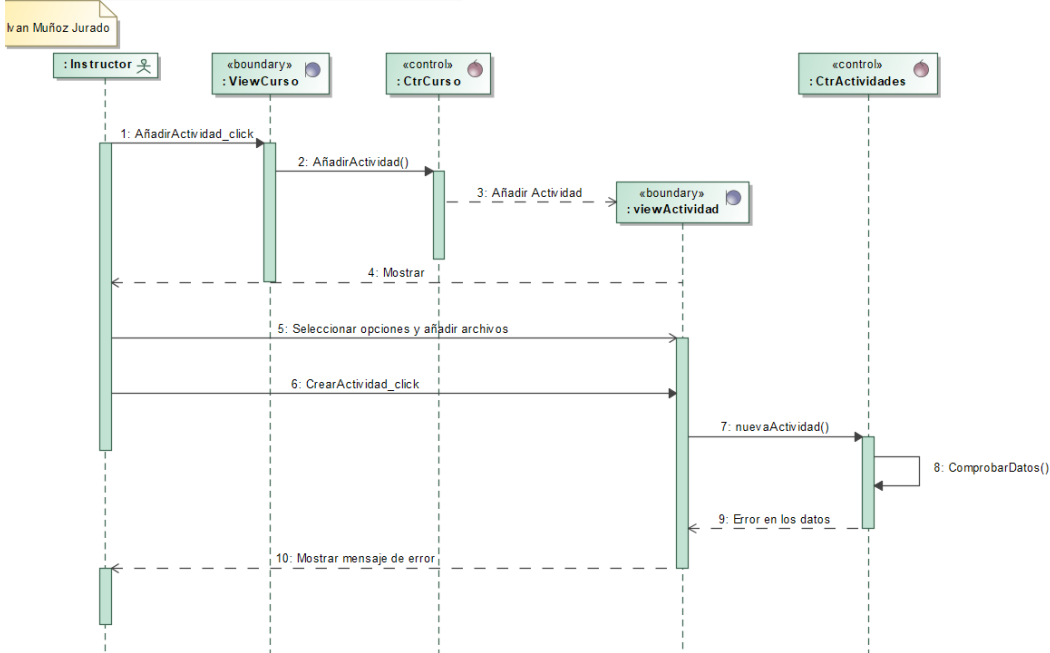 Ivan Muñoz Jurado
: Instructor
«boundary»
: ViewCurso
«control»
: CtrCurso
«control»
: CtrActividades
1: AñadirActividad_click
2: AñadirActividad()
3: Añadir Actividad
«boundary»
: viewActividad
4: Mostrar
5: Seleccionar opciones y añadir archivos
6: CrearActividad_click
7: nuevaActividad()
8: ComprobarDatos()
9: Error en los datos
10: Mostrar mensaje de error